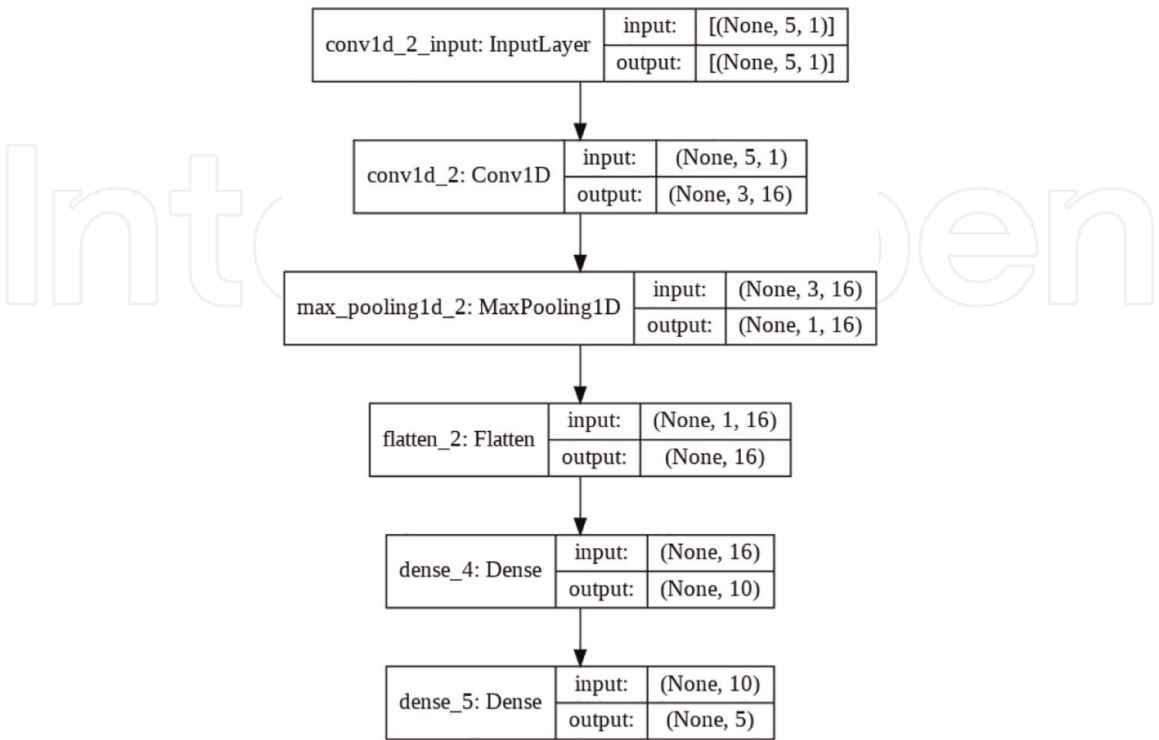 conv1d_2_input: InputLayer input: [(None, 5, 1)]
output: [(None, 5, 1)]
conv1d_2: Conv1D input: (None, 5, 1)
output: (None, 3, 16)
max_pooling1d_2: MaxPooling1D input: (None, 3, 16)
output: (None, 1, 16)
flatten_2: Flatten input: (None, 1, 16)
output: (None, 16)
dense_4: Dense input: (None, 16)
output: (None, 10)
dense_5: Dense input: (None, 10)
output: (None, 5)